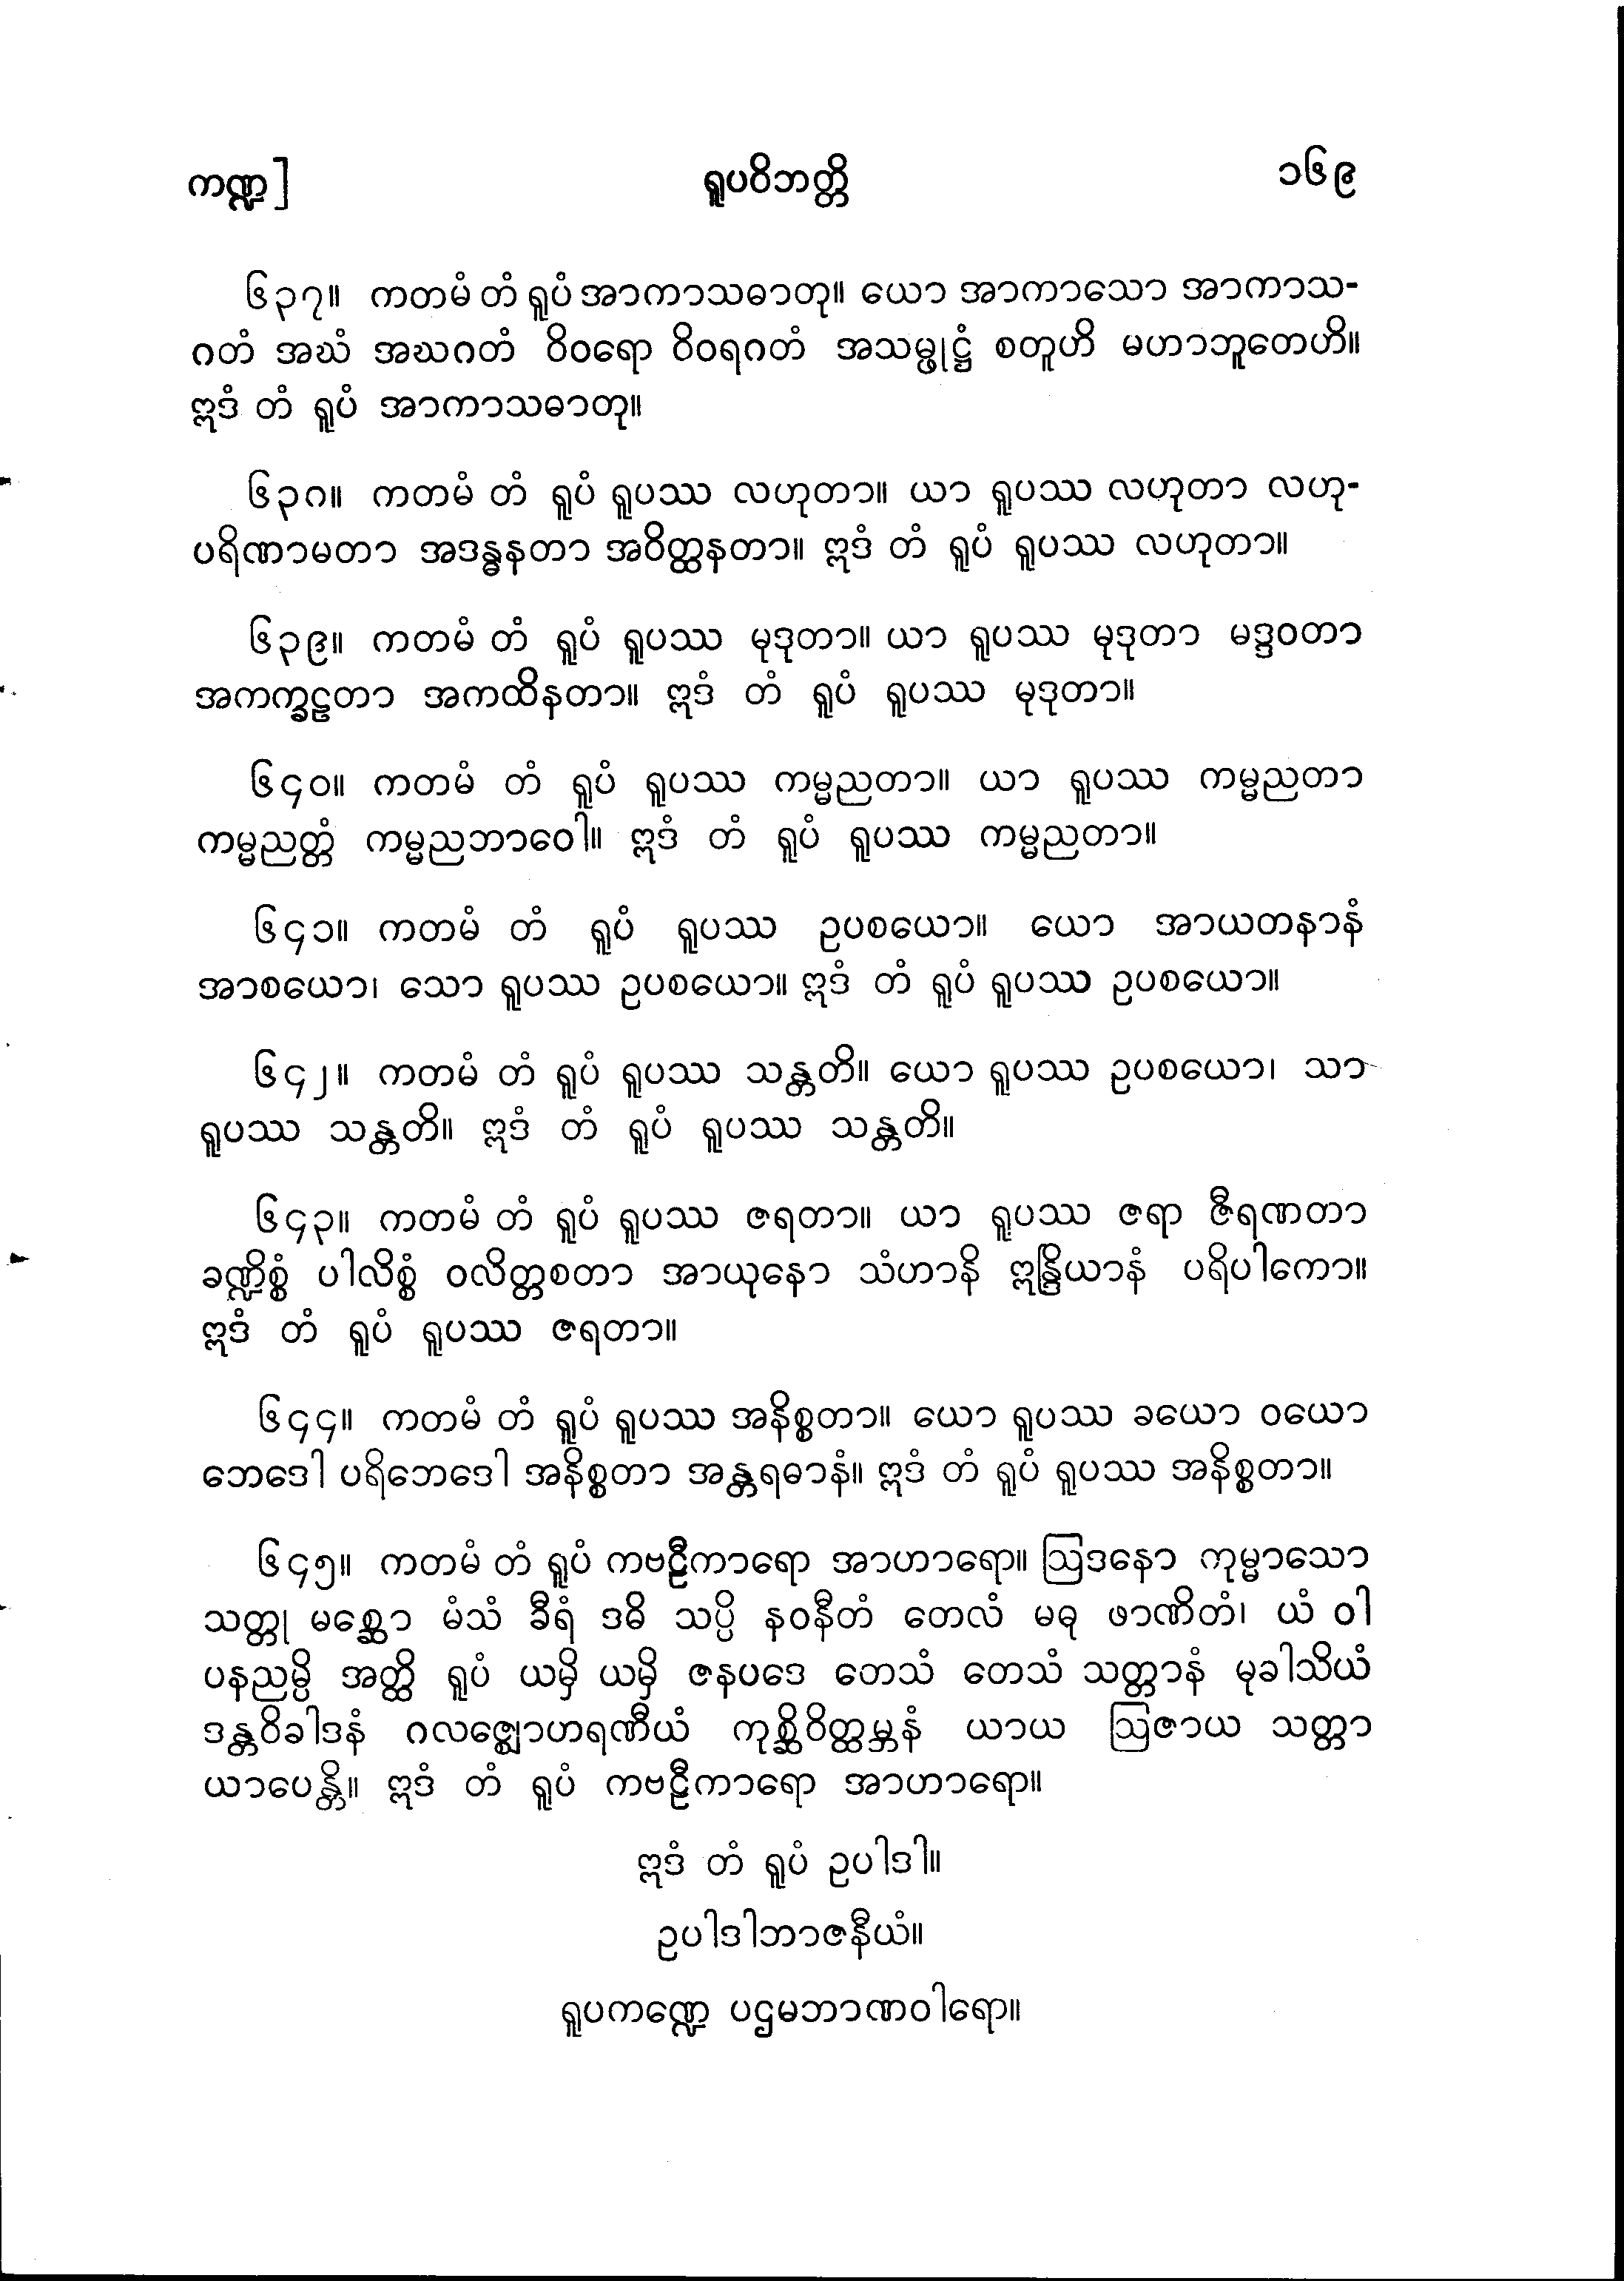 ကဏ္ဍ] ရူပဝိဘတ္တိ ၁၆၉
၆၃၇။ ကတမံ တံ ရူပံ အာကာသဓာတု။ ယော အာကာသော အာကာသ-
ဂတံ အဃံ အဃဂတံ ဝိဝရော ဝိဝရဂတံ အသမ္ဖုဋ္ဌံ စတူဟိ မဟာဘူတေဟိ။
ဣဒံ တံ ရူပံ အာကာသဓာတု။
၆၃၈။ ကတမံ တံ ရူပံ ရူပဿ လဟုတာ။ ယာ ရူပဿ လဟုတာ လဟု-
ပရိဏာမတာ အဒန္ဓနတာ အဝိတ္ထနတာ။ ဣဒံ တံ ရူပံ ရူပဿ လဟုတာ။
၆၃၉။ ကတမံ တံ ရူပံ ရူပဿ မုဒုတာ။ ယာ ရူပဿ မုဒုတာ မဒ္ဒဝတာ
အကက္ခဠတာ အကထိနတာ။ ဣဒံ တံ ရူပံ ရူပဿ မုဒုတာ။
၆၄၀။ ကတမံ တံ ရူပံ ရူပဿ ကမ္မညတာ။ ယာ ရူပဿ ကမ္မညတာ
ကမ္မညတ္တံ ကမ္မညဘာဝေါ။ ဣဒံ တံ ရူပံ ရူပဿ ကမ္မညတာ။
၆၄၁။ ကတမံ တံ ရူပံ ရူပဿ ဥပစယော။ ယော အာယတနာနံ
အာစယော၊ သော ရူပဿ ဥပစယော။ ဣဒံ တံ ရူပံ ရူပဿ ဥပစယော။
၆၄၂။ ကတမံ တံ ရူပံ ရူပဿ သန္တတိ။ ယော ရူပဿ ဥပစယော၊ သာ
ရူပဿ သန္တတိ။ ဣဒံ တံ ရူပံ ရူပဿ သန္တတိ။
၆၄၃။ ကတမံ တံ ရူပံ ရူပဿ ဇရတာ။ ယာ ရူပဿ ဇရာ ဇီရဏတာ
ခဏ္ဍိစ္စံ ပါလိစ္စံ ဝလိတ္တစတာ အာယုနော သံဟာနိ ဣန္ဒြိယာနံ ပရိပါကော။
ဣဒံ တံ ရူပံ ရူပဿ ဇရတာ။
၆၄၄။ ကတမံ တံ ရူပံ ရူပဿ အနိစ္စတာ။ ယော ရူပဿ ခယော ဝယော
ဘေဒေါ ပရိဘေဒေါ အနိစ္စတာ အန္တရဓာနံ။ ဣဒံ တံ ရူပံ ရူပဿ အနိစ္စတာ။
၆၄၅။ ကတမံ တံ ရူပံ ကဗဠီကာရော အာဟာရော။ ဩဒနော ကုမ္မာသော
သတ္တု မစ္ဆော မံသံ ခီရံ ဒဓိ သပ္ပိ နဝနီတံ တေလံ မဓု ဖာဏိတံ၊ ယံ ဝါ
ပနညမ္ပိ အတ္ထိ ရူပံ ယမှိ ယမှိ ဇနပဒေ တေသံ တေသံ သတ္တာနံ မုခါသိယံ
ဒန္တဝိခါဒနံ ဂလဇ္ဈောဟရဏီယံ ကုစ္ဆိဝိတ္ထမ္ဘနံ ယာယ ဩဇာယ သတ္တာ
ယာပေန္တိ။ ဣဒံ တံ ရူပံ ကဗဠီကာရော အာဟာရော။
ဣဒံ တံ ရူပံ ဥပါဒါ။
ဥပါဒါဘာဇနီယံ။
ရူပကဏ္ဍေ ပဌမဘာဏဝါရော။